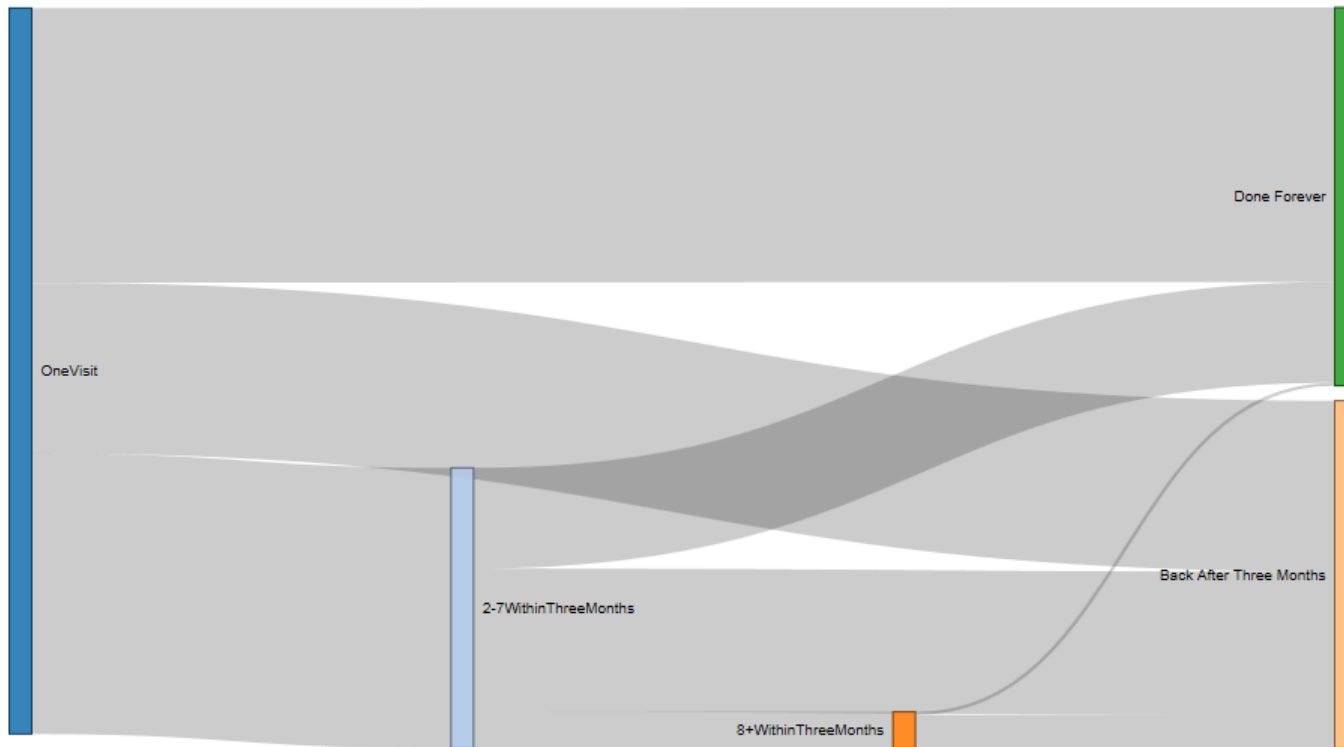 Done Forever
OneVisit
Back After Three Months
2-7WithinThreeMonths
8+WithinThreeMonths